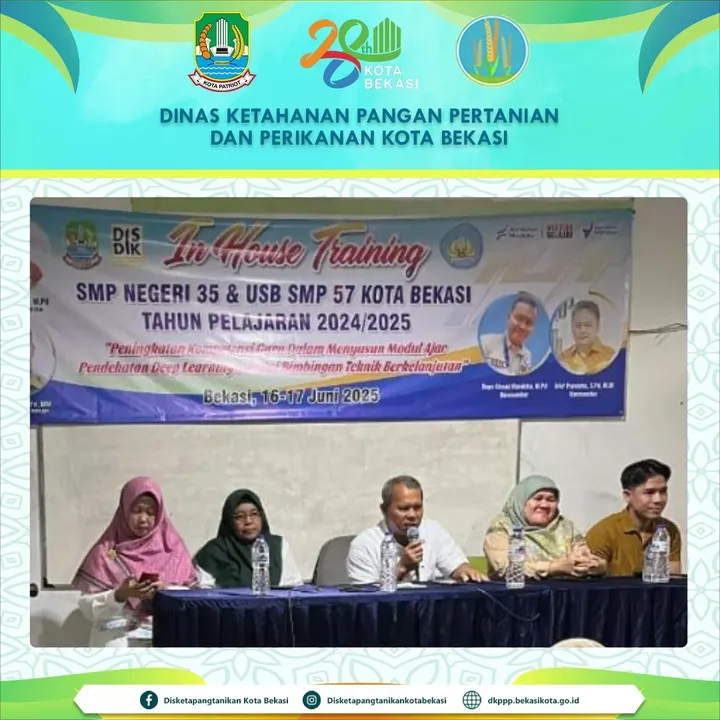 KOTA PATRIOT
28th
KOTA
BEKASI
DINAS KETAHANAN PANGAN PERTANIAN
DAN PERIKANAN KOTA BEKASI
DIS
DIK
In House Training
SMP NEGERI 35 & USB SMP 57 KOTA BEKASI
TAHUN PELAJARAN 2024/2025
"Peningkatan Kompetensi Guru Dalam Menyusun Modul Ajar
Pendekatan Deep Learning Bimbingan Teknik Berkelanjutan"
Bekasi, 16-17 Juni 2025
M.Pd
Narasumber
Disketapangtanikan Kota Bekasi
Disketapangtanikankotabekasi
dkppp.bekasikota.go.id